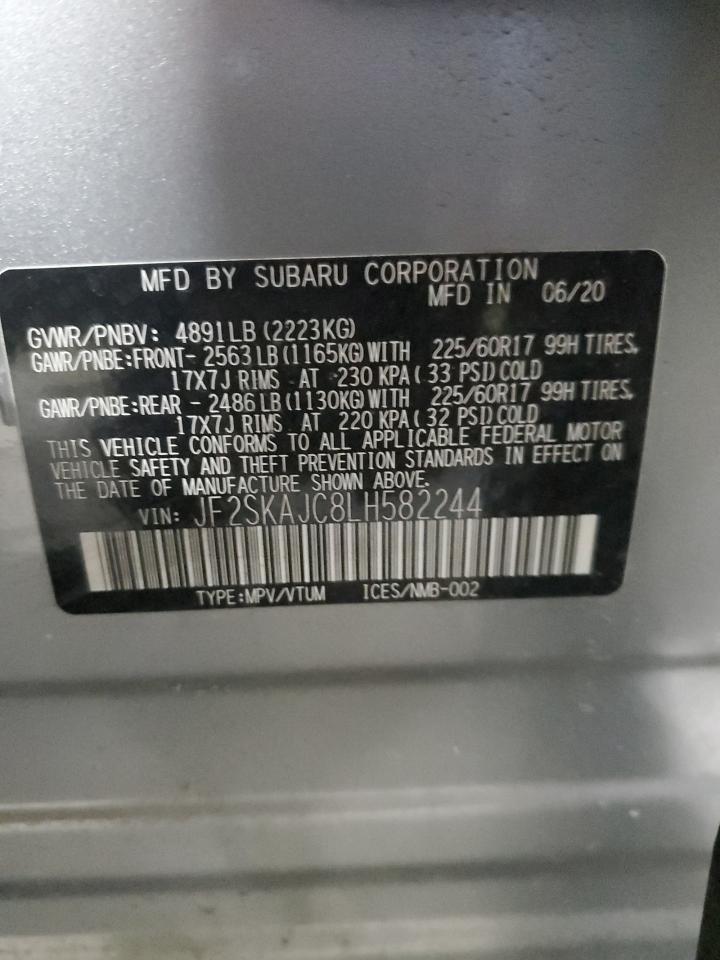 MFD BY SUBARU CORPORATION
MFD IN 06/20
GVWR/PNBV: 4891LB (2223KG)
GAWR/PNBE:FRONT- 2563 LB (1165KG) WITH 225/60R17 99H TIRES,
17X7J RIMS AT 230 KPA ( 33 PSI) COLD
GAWR/PNBE:REAR - 2486 LB (1130KG) WITH 225/60R17 99H TIRES,
17X7J RIMS AT 220 KPA ( 32 PSI) COLD
THIS VEHICLE CONFORMS TO ALL APPLICABLE FEDERAL MOTOR
VEHICLE SAFETY AND THEFT PREVENTION STANDARDS IN EFFECT ON
THE DATE OF MANUFACTURE SHOWN ABOVE.
VIN: JF2SKAJC8LH582244
TYPE:MPV/VTUM ICES/NMB-002